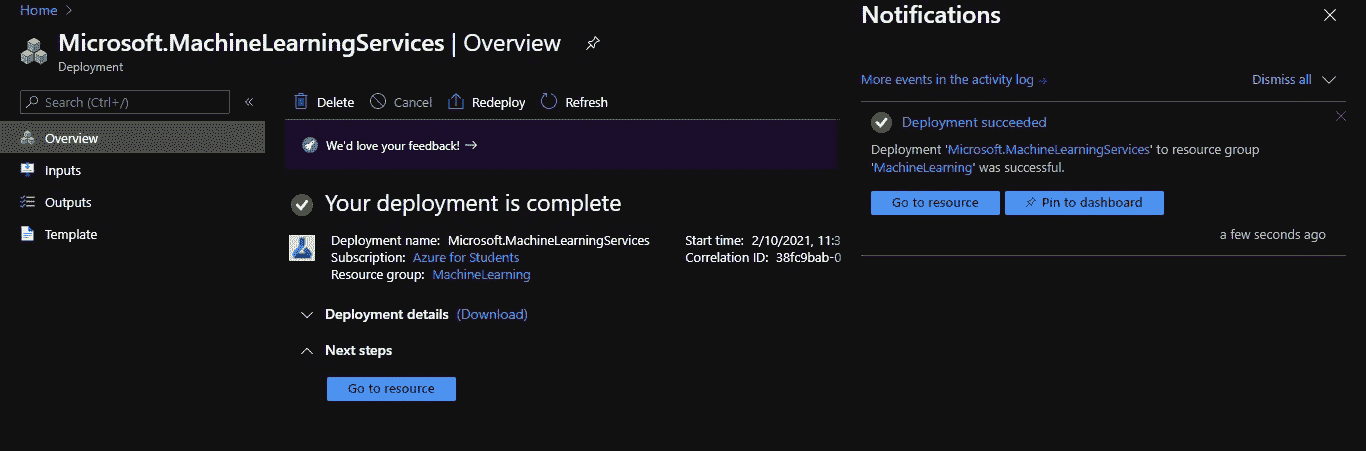 Home >
Microsoft.MachineLearningServices | Overview
Deployment
Search (Ctrl+/)
«
Overview
Inputs
Outputs
Template
Delete
Cancel
Redeploy
Refresh
We'd love your feedback! →
Your deployment is complete
Deployment name: Microsoft.MachineLearningServices
Subscription: Azure for Students
Resource group: MachineLearning
Start time: 2/10/2021, 11:3
Correlation ID: 38fc9bab-0
Deployment details (Download)
Next steps
Go to resource
Notifications
More events in the activity log →
Dismiss all
Deployment succeeded
Deployment 'Microsoft.MachineLearningServices' to resource group
'MachineLearning' was successful.
Go to resource
Pin to dashboard
a few seconds ago